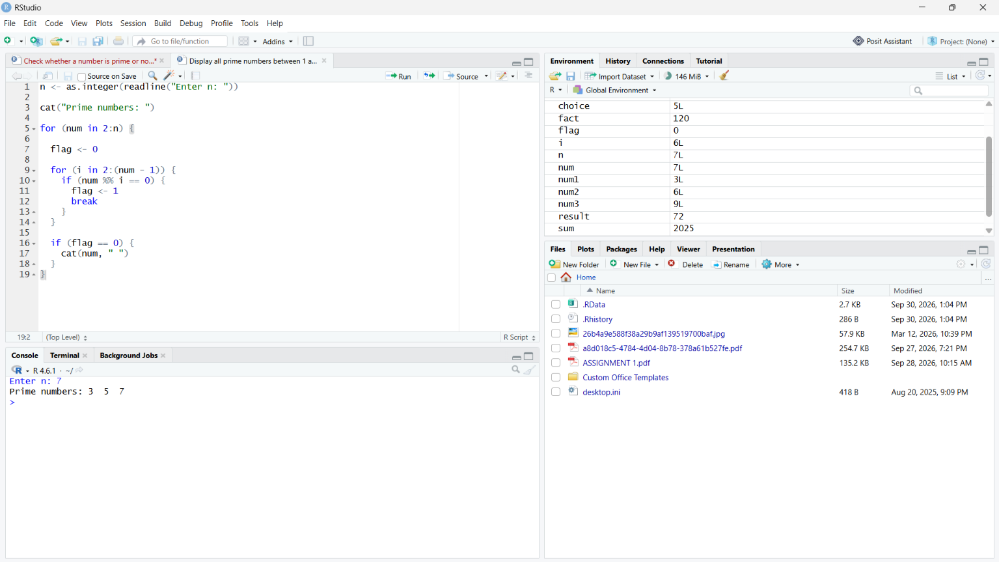 RStudio
File Edit Code View Plots Session Build Debug Profile Tools Help
Go to file/function Addins Posit Assistant Project: (None)
Check whether a number is prime or no...* Display all prime numbers between 1 a...
Source on Save Run Source
1 n <- as.integer(readline("Enter n: "))
2
3 cat("Prime numbers: ")
4
5 for (num in 2:n) {
6
7 flag <- 0
8
9 for (i in 2:(num - 1)) {
10 if (num %% i == 0) {
11 flag <- 1
12 break
13 }
14 }
15
16 if (flag == 0) {
17 cat(num, " ")
18 }
19 }
19:2 (Top Level) R Script
Console Terminal Background Jobs
R 4.6.1 · ~/
Enter n: 7
Prime numbers: 3 5 7
>
Environment History Connections Tutorial
Import Dataset 146 MiB List
R Global Environment
choice 5L
fact 120
flag 0
i 6L
n 7L
num 7L
num1 3L
num2 6L
num3 9L
result 72
sum 2025
Files Plots Packages Help Viewer Presentation
New Folder New File Delete Rename More
Home ...
Name Size Modified
.RData 2.7 KB Sep 30, 2026, 1:04 PM
.Rhistory 286 B Sep 30, 2026, 1:04 PM
26b4a9e588f38a29b9af139519700baf.jpg 57.9 KB Mar 12, 2026, 10:39 PM
a8d018c5-4784-4d04-8b78-378a61b527fe.pdf 254.7 KB Sep 27, 2026, 7:21 PM
ASSIGNMENT 1.pdf 135.2 KB Sep 28, 2026, 10:15 AM
Custom Office Templates
desktop.ini 418 B Aug 20, 2025, 9:09 PM